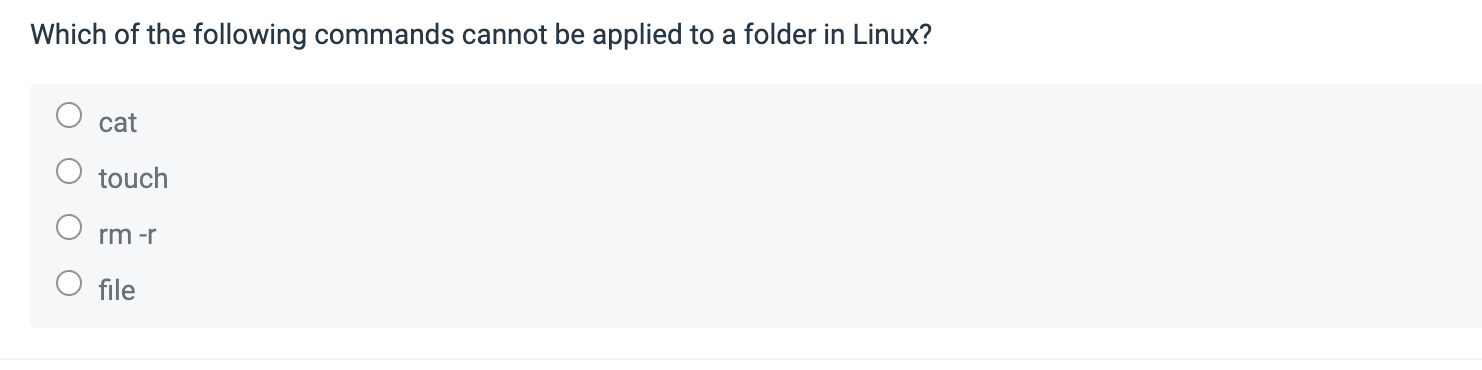 Which of the following commands cannot be applied to a folder in Linux?
cat
touch
rm -r
file